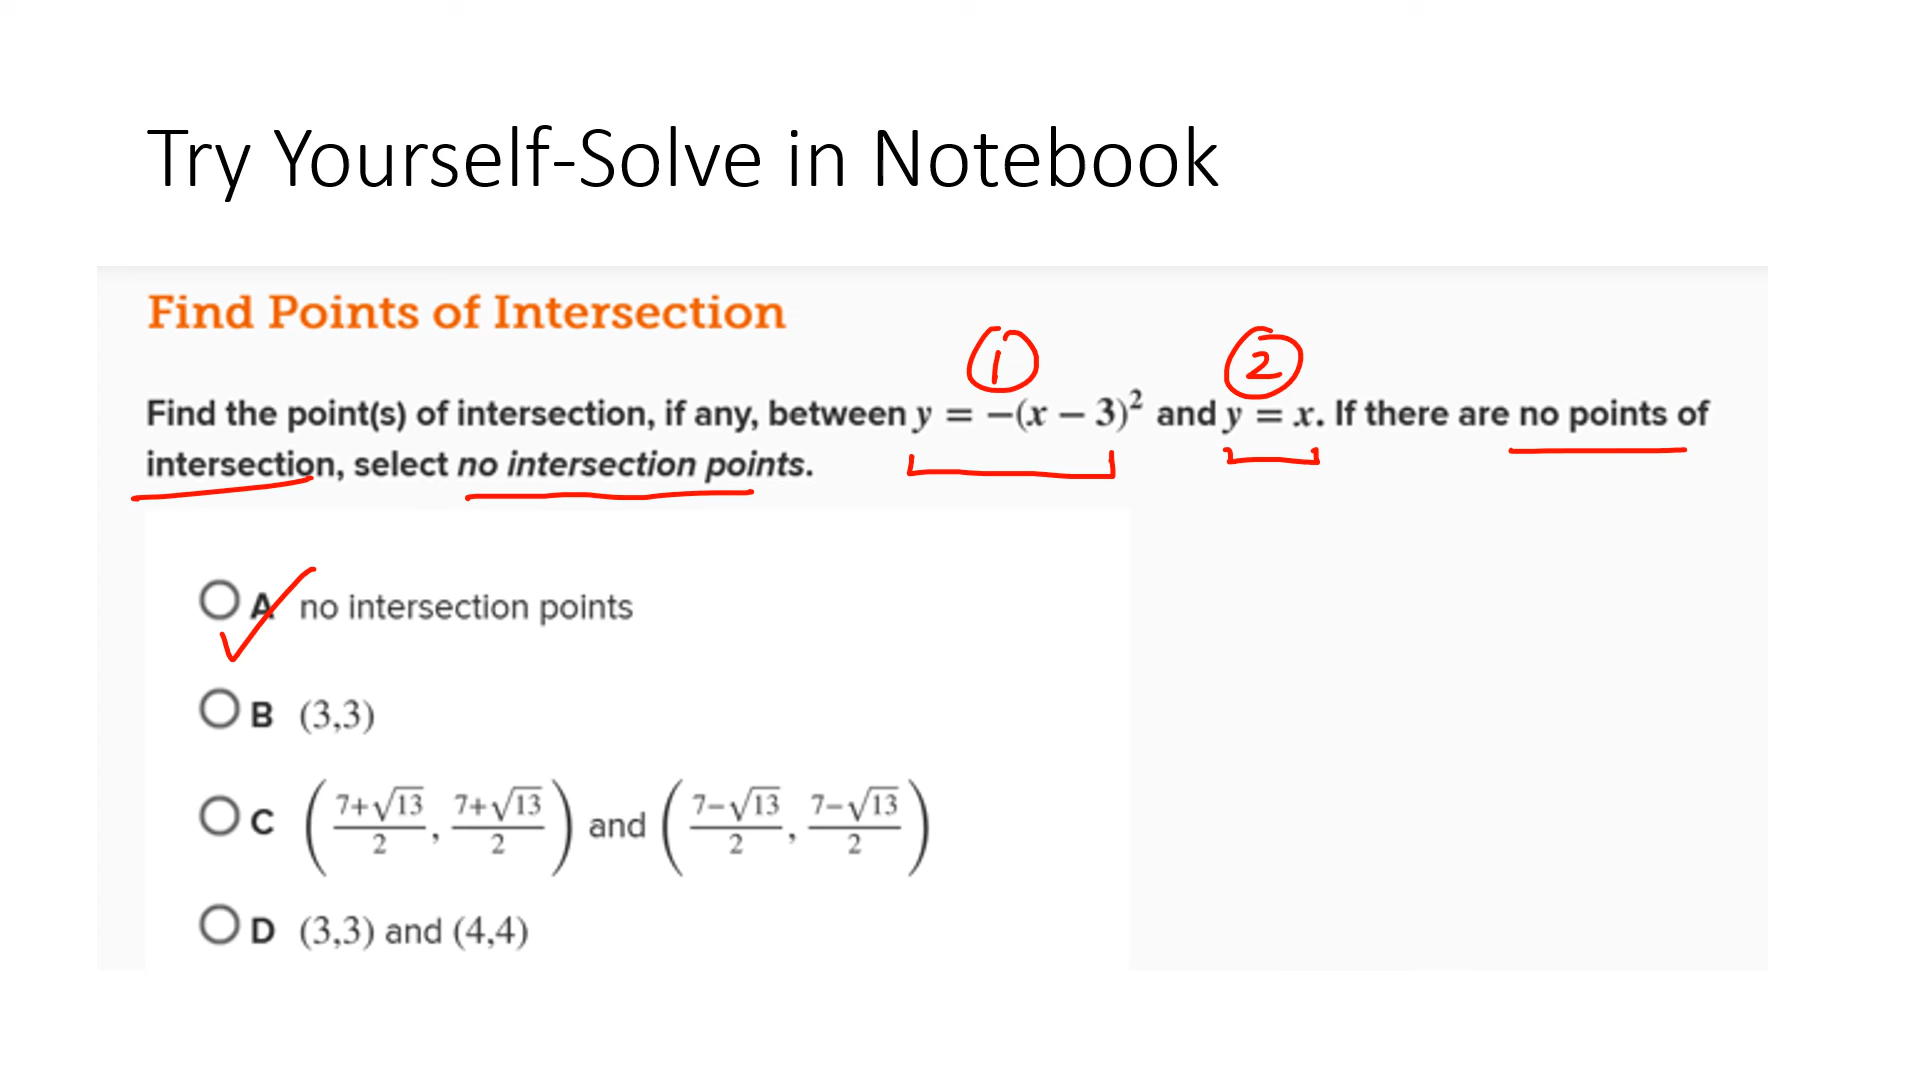 Try Yourself-Solve in Notebook
Find Points of Intersection
1 2
Find the point(s) of intersection, if any, between y = −(x − 3)² and y = x. If there are no points of
intersection, select no intersection points.
A no intersection points
B (3,3)
C ((7+√13)/2, (7+√13)/2) and ((7−√13)/2, (7−√13)/2)
D (3,3) and (4,4)